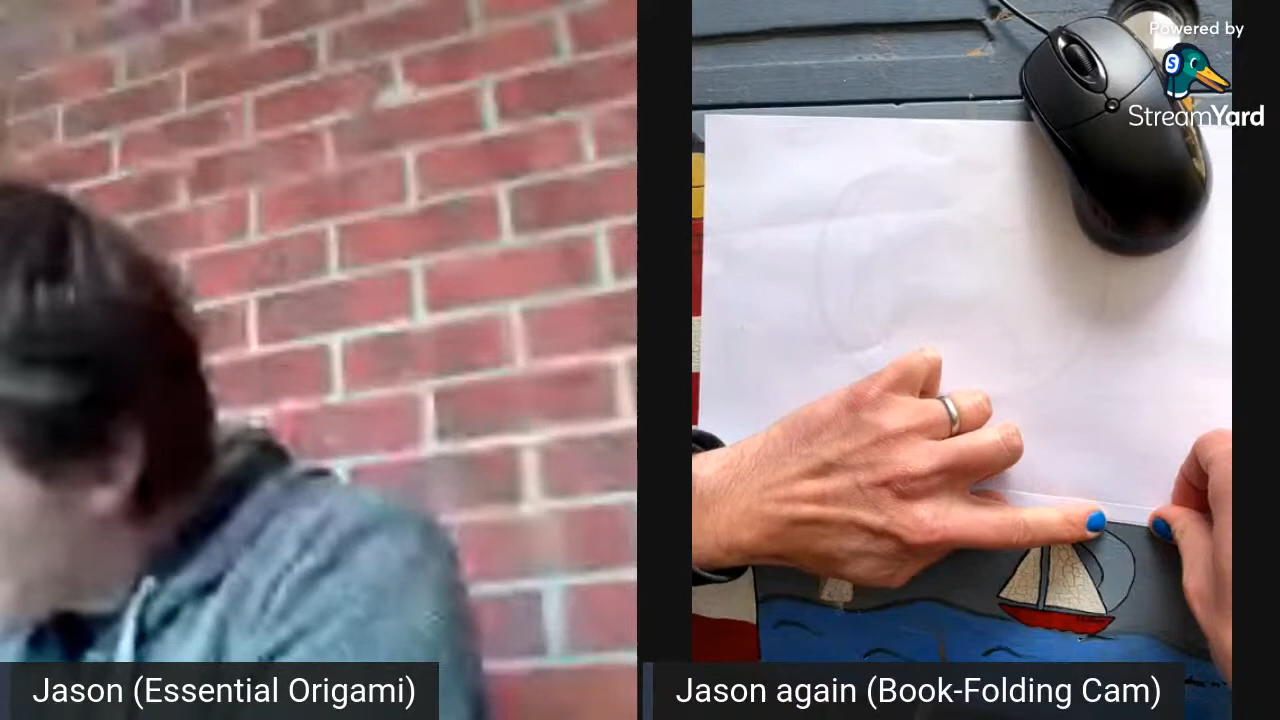 Powered by
StreamYard
Jason (Essential Origami)
Jason again (Book-Folding Cam)